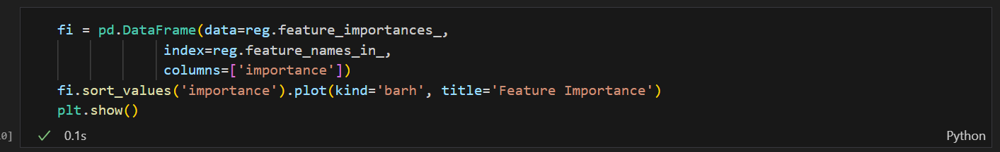 fi = pd.DataFrame(data=reg.feature_importances_,
index=reg.feature_names_in_,
columns=['importance'])
fi.sort_values('importance').plot(kind='barh', title='Feature Importance')
plt.show()
0] ✓ 0.1s Python